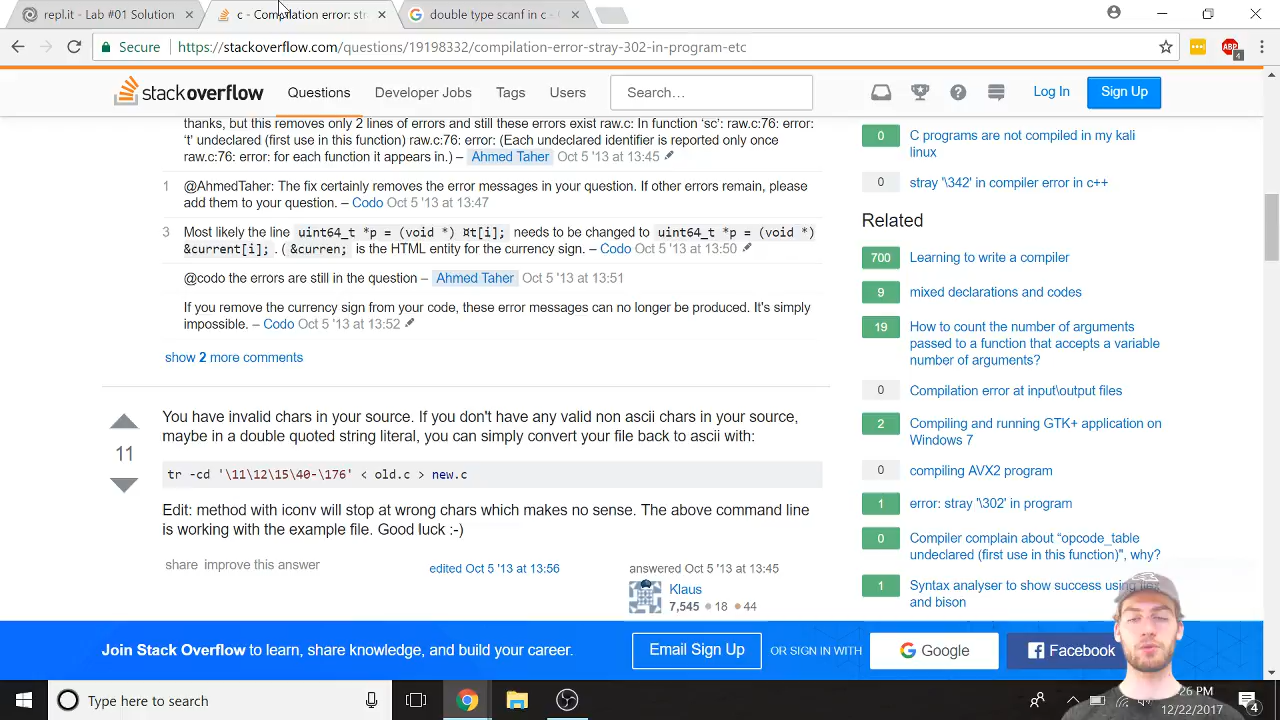 replit - Lab #01 Solution
c - Compilation error: str
double type scanf in c -
Secure
https://stackoverflow.com/questions/19198332/compilation-error-stray-302-in-program-etc
ABP
4
stackoverflow
Questions
Developer Jobs
Tags
Users
Search…
Log In
Sign Up
thanks, but this removes only 2 lines of errors and still these errors exist raw.c: In function ‘sc’: raw.c:76: error:
‘t’ undeclared (first use in this function) raw.c:76: error: (Each undeclared identifier is reported only once
raw.c:76: error: for each function it appears in.) – Ahmed Taher Oct 5 '13 at 13:45
1 @AhmedTaher: The fix certainly removes the error messages in your question. If other errors remain, please
add them to your question. – Codo Oct 5 '13 at 13:47
3 Most likely the line uint64_t *p = (void *) ¤t[i]; needs to be changed to uint64_t *p = (void *)
&current[i]; . ( &curren; is the HTML entity for the currency sign. – Codo Oct 5 '13 at 13:50
@codo the errors are still in the question – Ahmed Taher Oct 5 '13 at 13:51
If you remove the currency sign from your code, these error messages can no longer be produced. It's simply
impossible. – Codo Oct 5 '13 at 13:52
show 2 more comments
11
You have invalid chars in your source. If you don't have any valid non ascii chars in your source,
maybe in a double quoted string literal, you can simply convert your file back to ascii with:
tr -cd '\11\12\15\40-\176' < old.c > new.c
Edit: method with iconv will stop at wrong chars which makes no sense. The above command line
is working with the example file. Good luck :-)
share improve this answer
edited Oct 5 '13 at 13:56
answered Oct 5 '13 at 13:45
Klaus
7,545 18 44
0 C programs are not compiled in my kali
linux
0 stray '\342' in compiler error in c++
Related
700 Learning to write a compiler
9 mixed declarations and codes
19 How to count the number of arguments
passed to a function that accepts a variable
number of arguments?
0 Compilation error at input\output files
2 Compiling and running GTK+ application on
Windows 7
0 compiling AVX2 program
1 error: stray '\302' in program
0 Compiler complain about “opcode_table
undeclared (first use in this function)", why?
1 Syntax analyser to show success using
and bison
Join Stack Overflow to learn, share knowledge, and build your career.
Email Sign Up
OR SIGN IN WITH
Google
Facebook
Type here to search
26 PM
12/22/2017
4